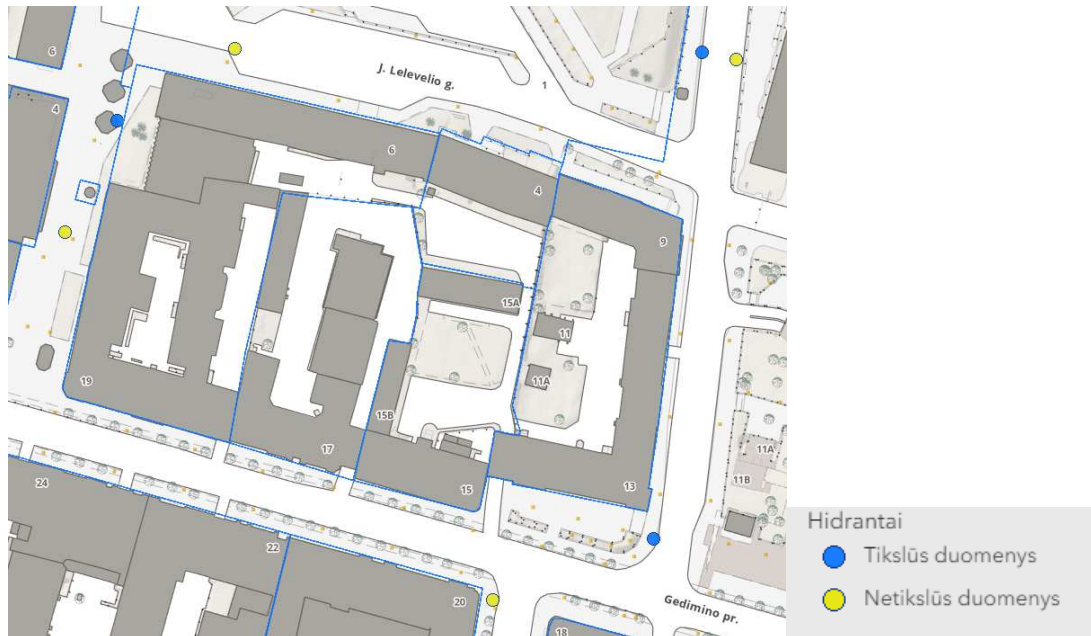 6
J. Lelevelio g.
1
4
6
4
9
15A
11
11A
19
15B
17
11A
24
15
13
11B
22
20
Gedimino pr.
18
Hidrantai
Tikslūs duomenys
Netikslūs duomenys